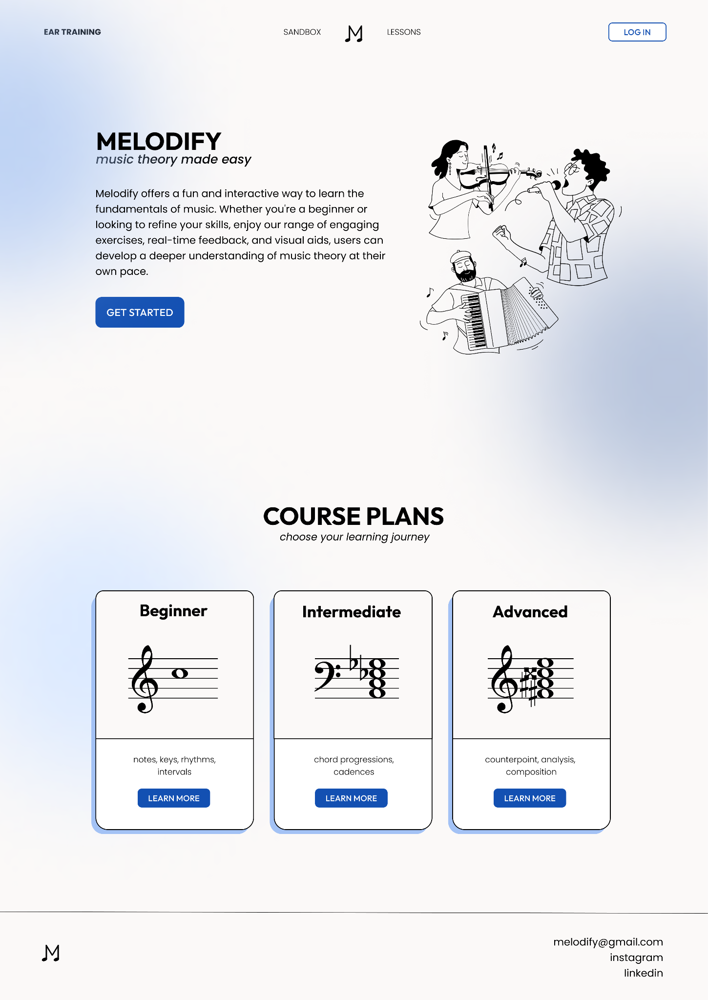 EAR TRAINING
SANDBOX
M
LESSONS
LOG IN
MELODIFY
music theory made easy
Melodify offers a fun and interactive way to learn the
fundamentals of music. Whether you're a beginner or
looking to refine your skills, enjoy our range of engaging
exercises, real-time feedback, and visual aids, users can
develop a deeper understanding of music theory at their
own pace.
GET STARTED
COURSE PLANS
choose your learning journey
Beginner
notes, keys, rhythms,
intervals
LEARN MORE
Intermediate
chord progressions,
cadences
LEARN MORE
Advanced
counterpoint, analysis,
composition
LEARN MORE
M
melodify@gmail.com
instagram
linkedin